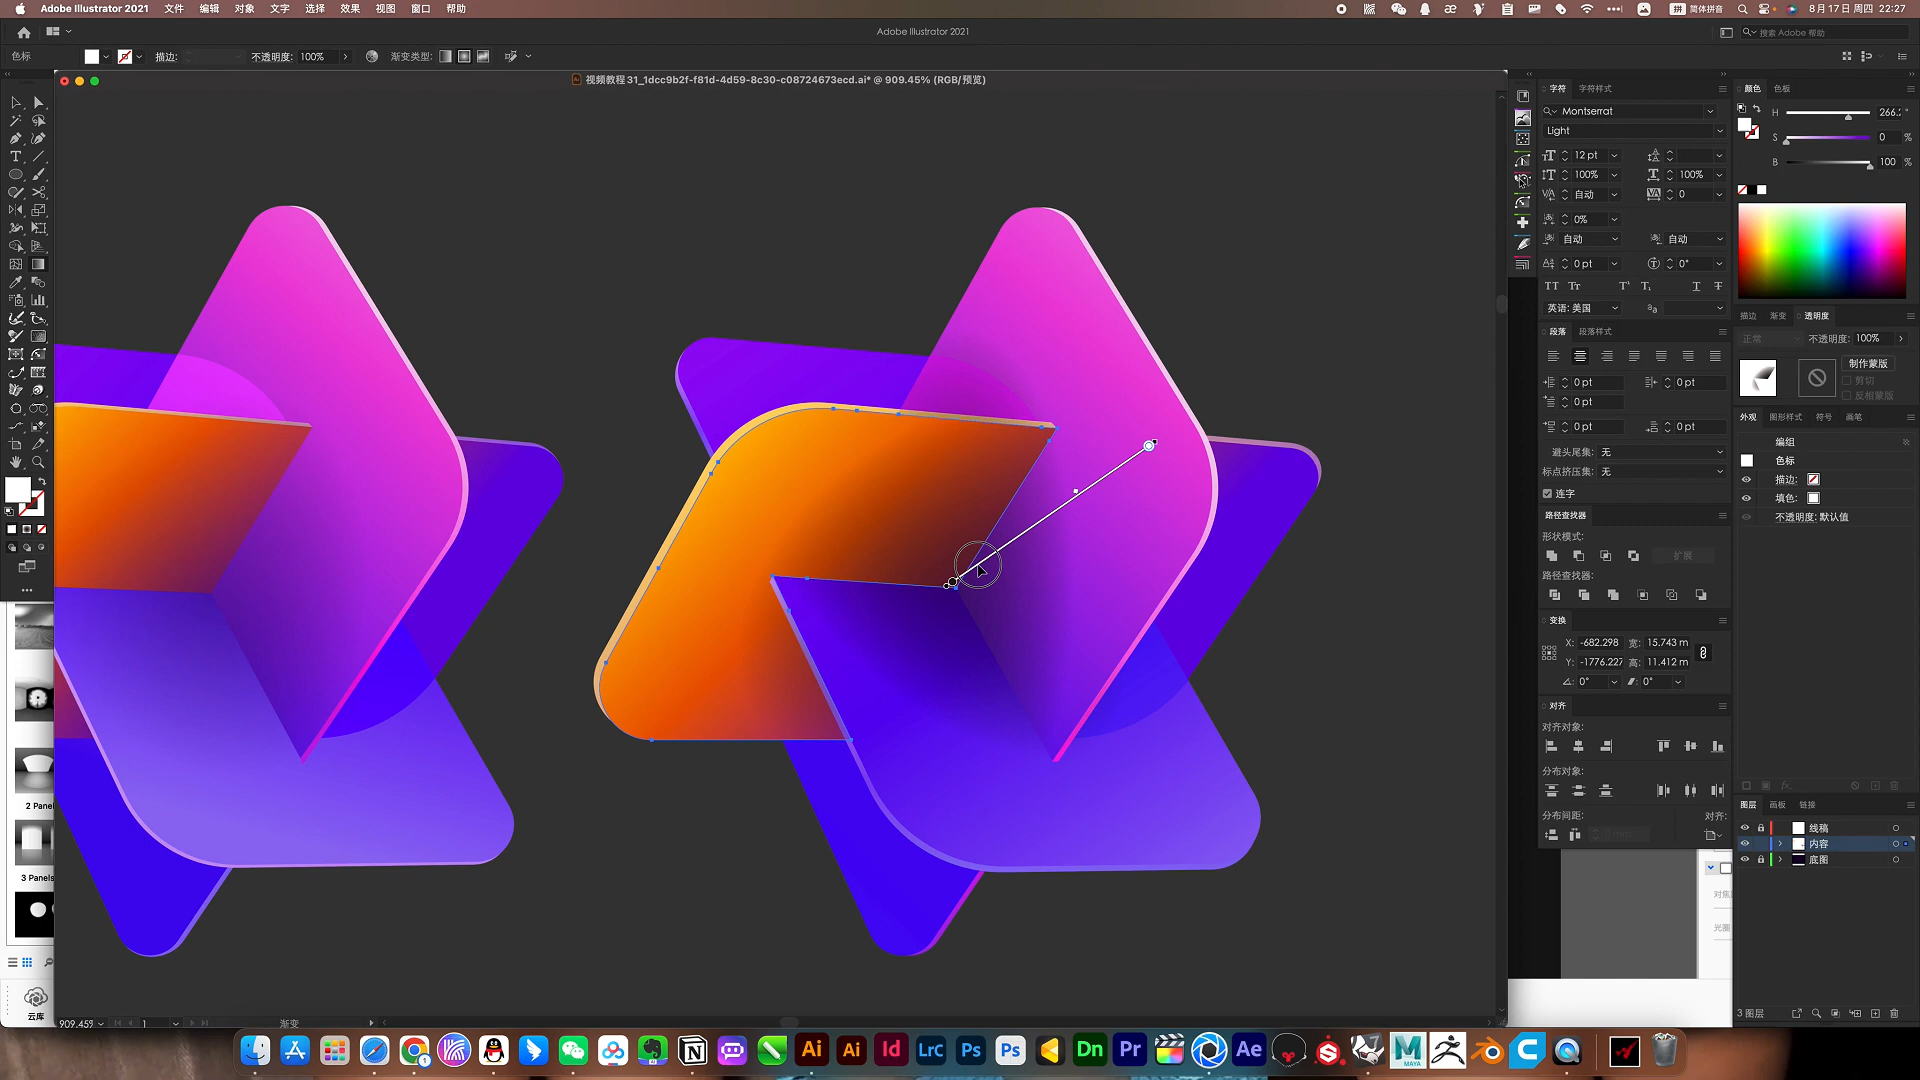 Adobe Illustrator 2021 文件 编辑 对象 文字 选择 效果 视图 窗口 帮助
简体拼音 8月17日 周四 22:27
Adobe Illustrator 2021
搜索 Adobe 帮助
色标 描边: 不透明度: 100% 渐变类型:
视频教程31_1dcc9b2f-f81d-4d59-8c30-c08724673ecd.ai* @ 909.45% (RGB/预览)
字符 字符样式
Montserrat
Light
12 pt
100% 100%
自动 0
0%
自动 自动
0 pt 0°
英语: 美国
段落 段落样式
0 pt 0 pt
0 pt
0 pt 0 pt
避头尾集: 无
标点挤压集: 无
连字
路径查找器
形状模式:
扩展
路径查找器:
变换
X: -682.298 宽: 15.743 m
Y: -1776.227 高: 11.412 m
0° 0°
对齐
对齐对象:
分布对象:
分布间距: 对齐:
颜色 色板
H 266.2 °
S 0 %
B 100 %
描边 渐变 透明度
正常 不透明度: 100%
制作蒙版
剪切
反相蒙版
外观 图形样式 符号 画笔
编组
色标
描边:
填色:
不透明度: 默认值
图层 画板 链接
线稿
内容
底图
3 图层
2 Panel
3 Panels
云库
909.45% 1 渐变
Ai Ai Id LrC Ps Ps Dn Pr Ae MAYA